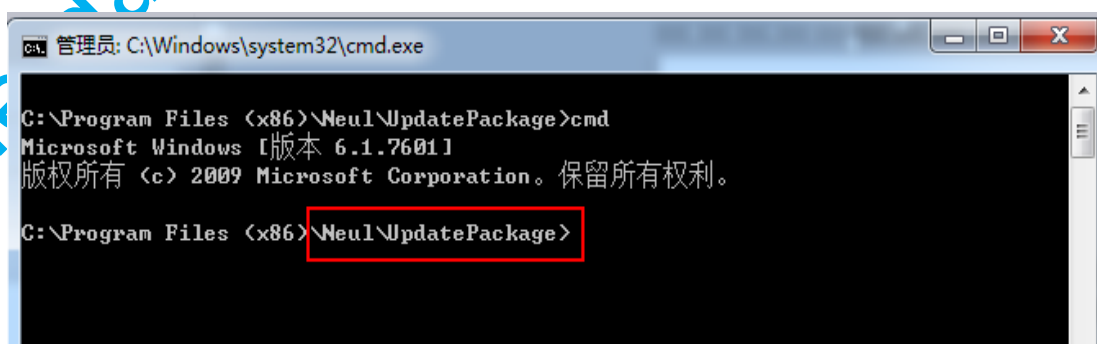 管理员: C:\Windows\system32\cmd.exe
C:\Program Files (x86)\Neul\UpdatePackage>cmd
Microsoft Windows [版本 6.1.7601]
版权所有 (c) 2009 Microsoft Corporation。保留所有权利。
C:\Program Files (x86)\Neul\UpdatePackage>